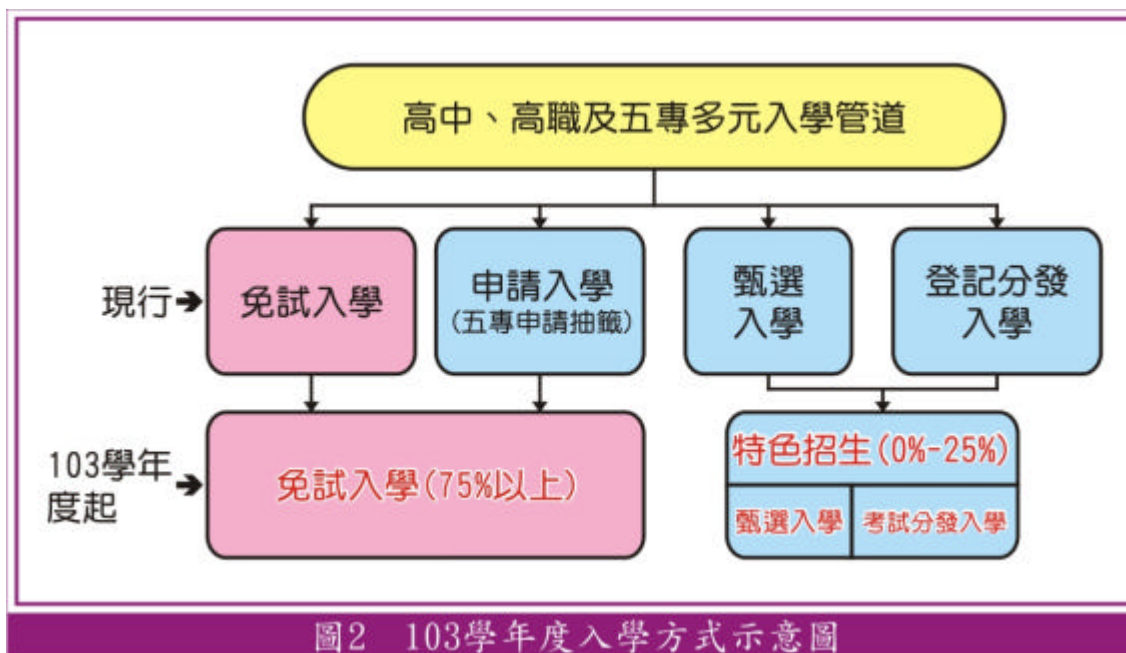 高中、高職及五專多元入學管道
現行
免試入學
申請入學
(五專申請抽籤)
甄選
入學
登記分發
入學
103學年
度起
免試入學(75%以上)
特色招生(0%-25%)
甄選入學
考試分發入學
圖2 103學年度入學方式示意圖